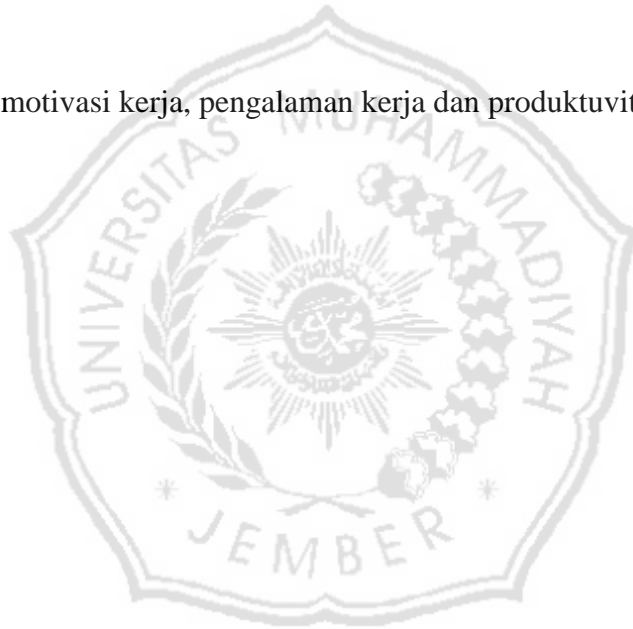 motivasi kerja, pengalaman kerja dan produktuvit
UNIVERSITAS MUHAMMADIYAH
JEMBER